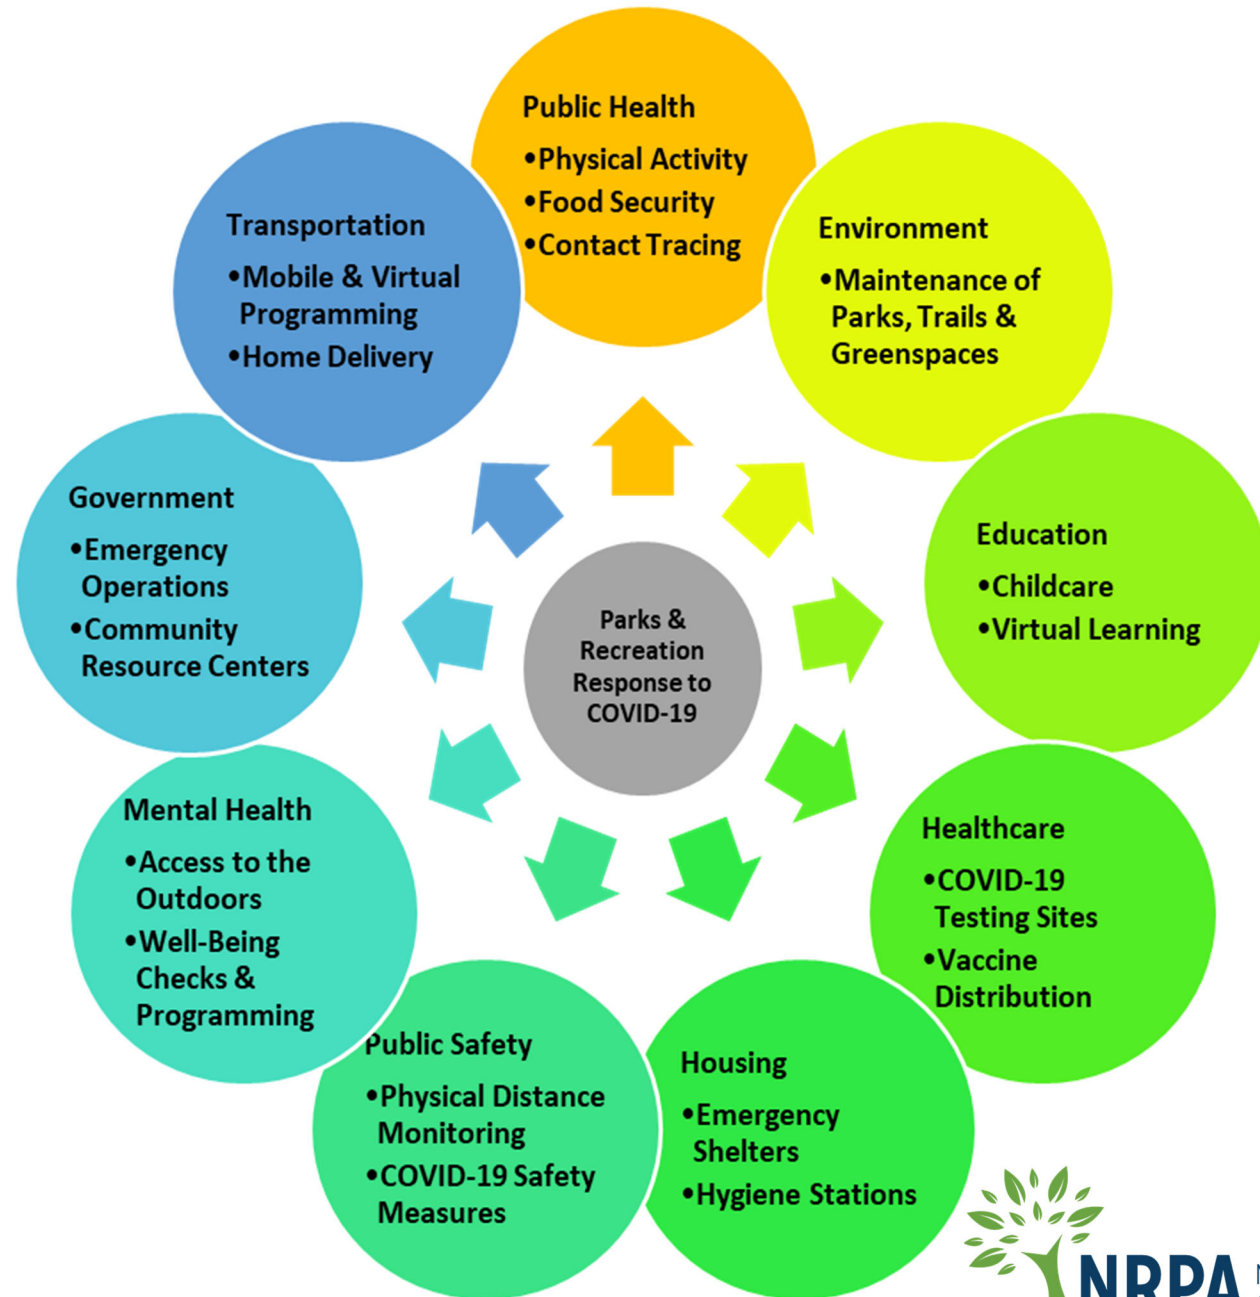 Public Health
•Physical Activity
•Food Security
•Contact Tracing
Environment
•Maintenance of
Parks, Trails &
Greenspaces
Education
•Childcare
•Virtual Learning
Healthcare
•COVID-19
Testing Sites
•Vaccine
Distribution
Housing
•Emergency
Shelters
•Hygiene Stations
Public Safety
•Physical Distance
Monitoring
•COVID-19 Safety
Measures
Mental Health
•Access to the
Outdoors
•Well-Being
Checks &
Programming
Government
•Emergency
Operations
•Community
Resource Centers
Transportation
•Mobile & Virtual
Programming
•Home Delivery
Parks &
Recreation
Response to
COVID-19
NRPA